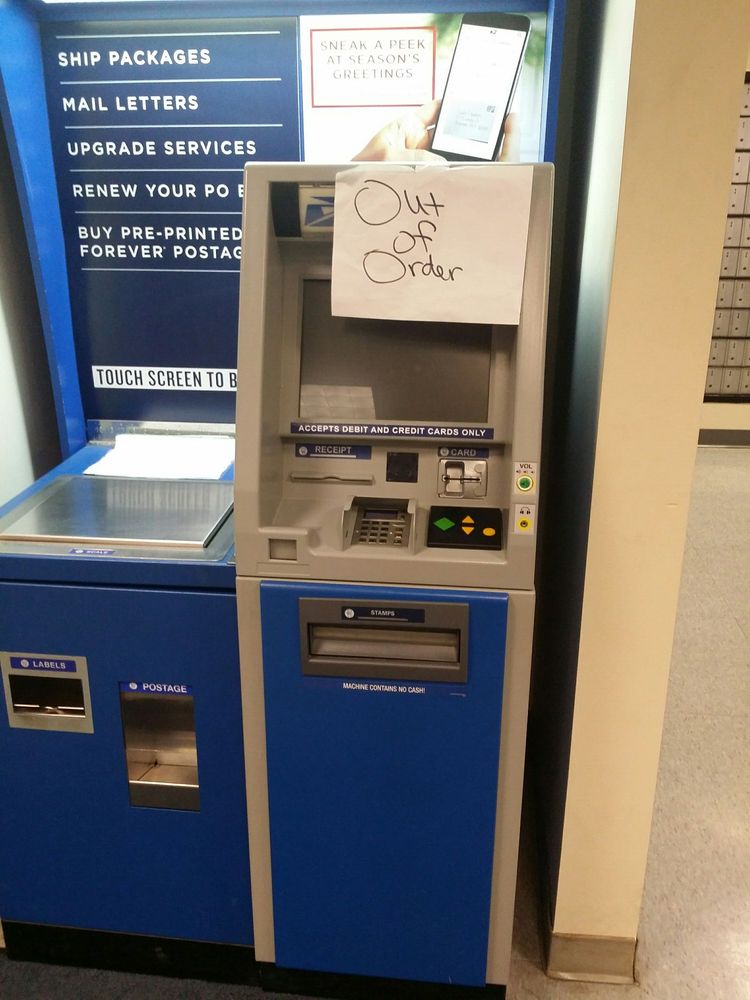 SHIP PACKAGES
MAIL LETTERS
UPGRADE SERVICES
RENEW YOUR PO
BUY PRE-PRINTED
FOREVER® POSTAG
TOUCH SCREEN TO B
SNEAK A PEEK
AT SEASON'S
GREETINGS
Out
of
Order
ACCEPTS DEBIT AND CREDIT CARDS ONLY
RECEIPT
CARD
VOL
SCALE
STAMPS
MACHINE CONTAINS NO CASH!
LABELS
POSTAGE